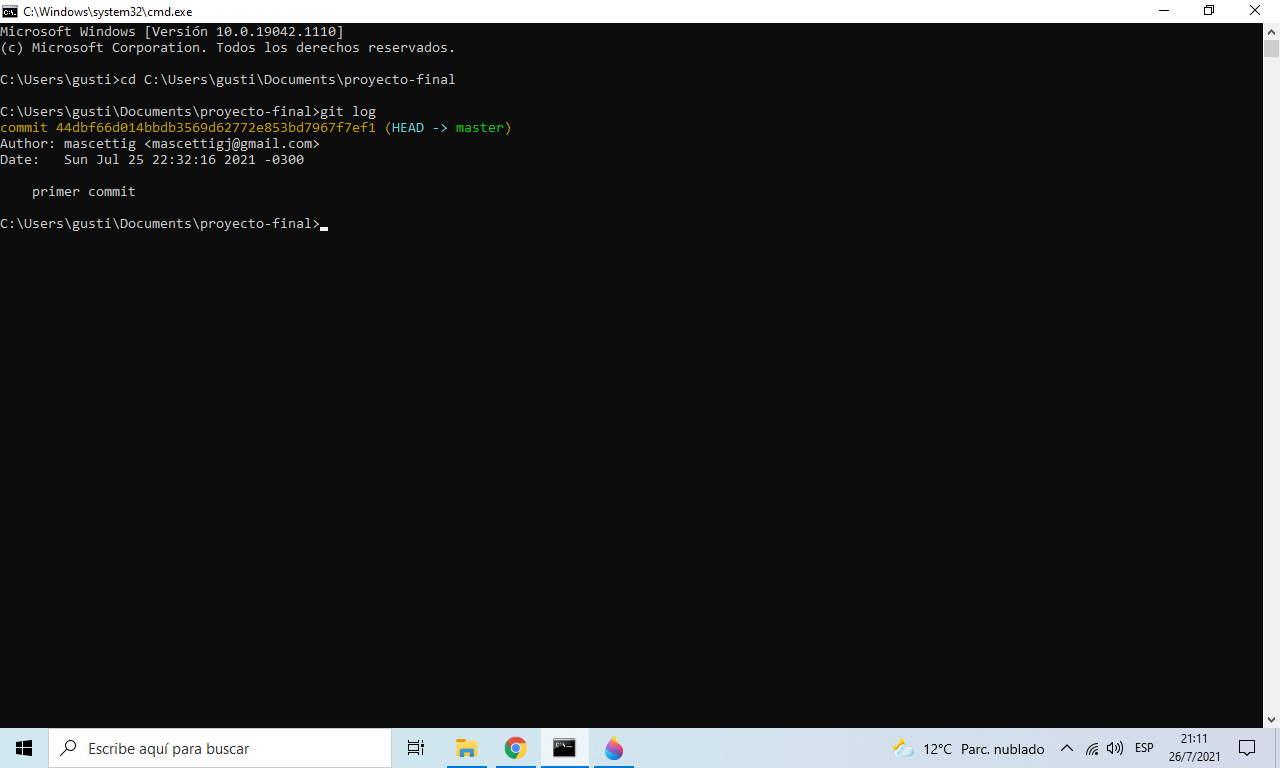 C:\Windows\system32\cmd.exe
Microsoft Windows [Versión 10.0.19042.1110]
(c) Microsoft Corporation. Todos los derechos reservados.
C:\Users\gusti>cd C:\Users\gusti\Documents\proyecto-final
C:\Users\gusti\Documents\proyecto-final>git log
commit 44dbf66d014bbdb3569d62772e853bd7967f7ef1 (HEAD -> master)
Author: mascettig <mascettigj@gmail.com>
Date:   Sun Jul 25 22:32:16 2021 -0300
primer commit
C:\Users\gusti\Documents\proyecto-final>
Escribe aquí para buscar
12°C Parc. nublado
ESP
21:11
26/7/2021